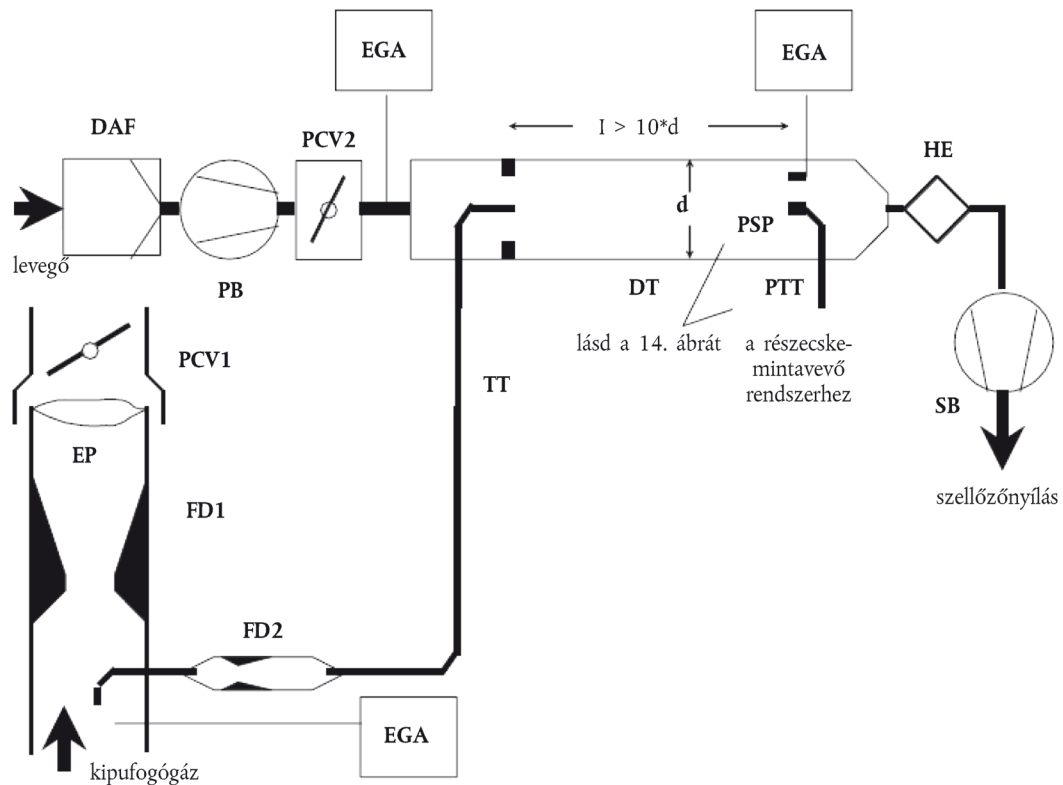 EGA
EGA
DAF
PCV2
l > 10*d
HE
d
PSP
levegő
PB
DT
PTT
PCV1
lásd a 14. ábrát
a részecske-
mintavevő
rendszerhez
TT
SB
EP
szellőzőnyílás
FD1
FD2
EGA
kipufogógáz